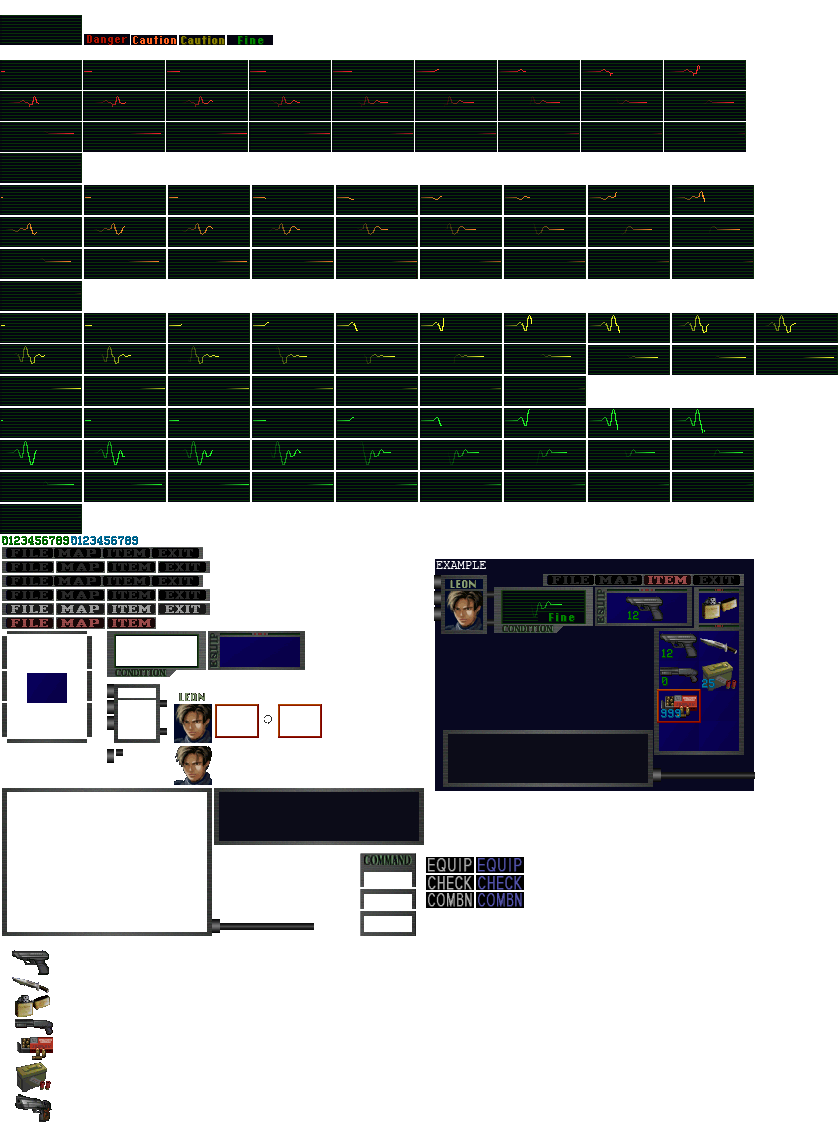 Danger Caution Caution Fine
01234567890123456789
FILE MAP ITEM EXIT
FILE MAP ITEM EXIT
FILE MAP ITEM EXIT
FILE MAP ITEM EXIT
FILE MAP ITEM EXIT
FILE MAP ITEM
CONDITION
EQUIP
LEON
EXAMPLE
FILE MAP ITEM EXIT
LEON
Fine
CONDITION
EQUIP
12
12
0
25
999
COMMAND
EQUIP EQUIP
CHECK CHECK
COMBN COMBN